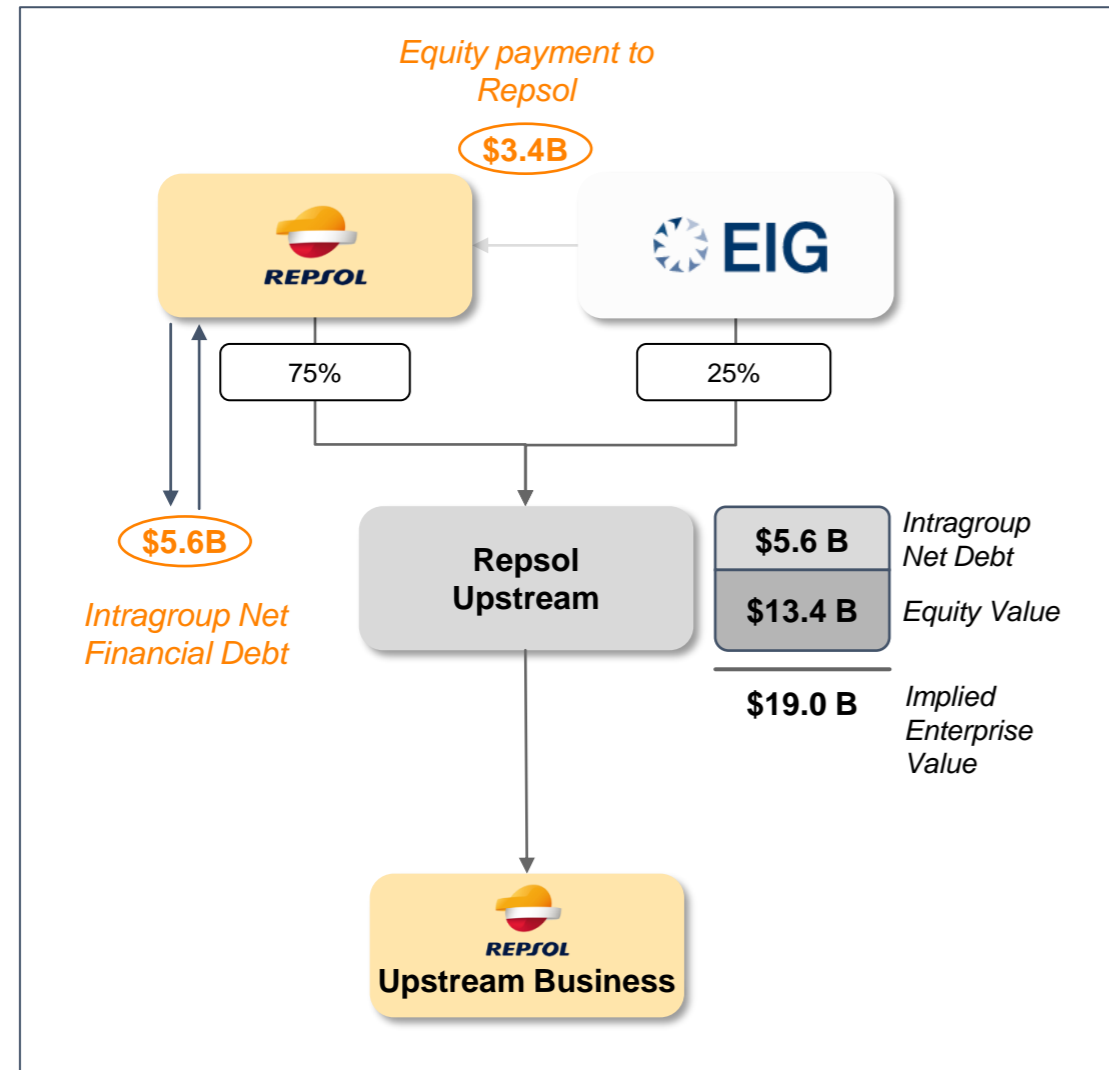 Equity payment to
Repsol
$3.4B
REPSOL
EIG
75%
25%
$5.6B
Intragroup Net
Financial Debt
Repsol
Upstream
$5.6 B
Intragroup
Net Debt
$13.4 B
Equity Value
$19.0 B
Implied
Enterprise
Value
REPSOL
Upstream Business